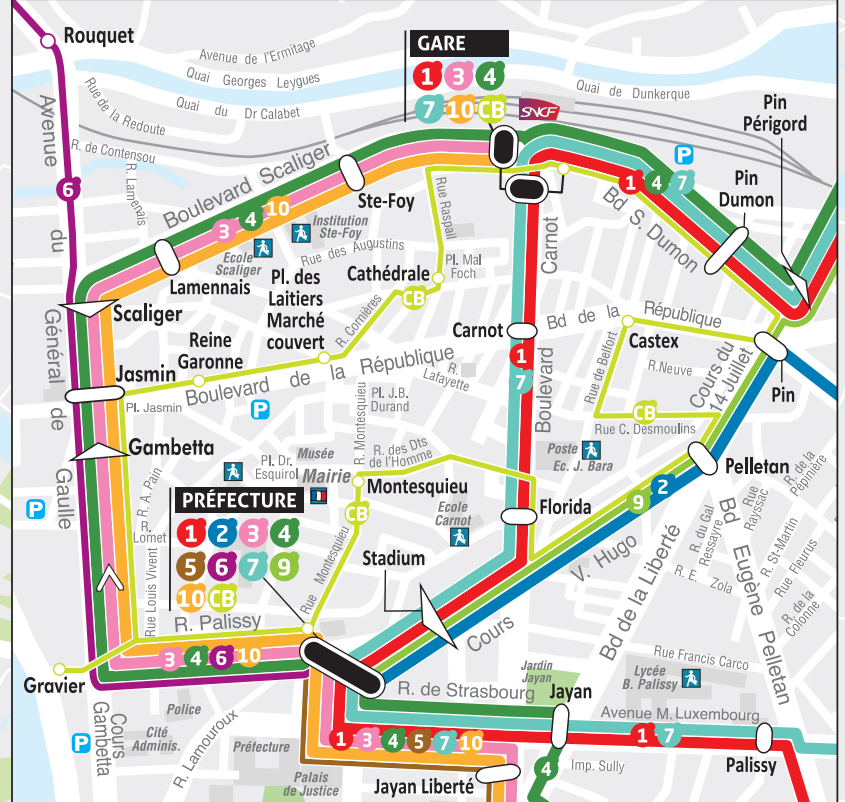 Rouquet
Avenue de l'Ermitage
Quai Georges Leygues
Quai du Dr Calabet
Rue de la Redoute
R. de Contensou
R. Lamenais
GARE
1 3 4
7 10 CB
SNCF
Quai de Dunkerque
P
Pin
Périgord
Pin
Dumon
Avenue du Général de Gaulle
6
Boulevard Scaliger
3 4 10
Ste-Foy
Institution
Ste-Foy
Ecole
Scaliger
Rue des Augustins
Rue Raspail
Carnot
1 4 7
Bd S. Dumon
Lamennais
Pl. des
Laitiers
Marché
couvert
Cathédrale
Pl. Mal
Foch
CB
R. Cornières
Scaliger
Reine
Garonne
Carnot
Bd de la République
Castex
Rue de Belfort
R.Neuve
Cours du
14 Juillet
Pin
Jasmin
Pl. Jasmin
Boulevard de la République
R.
Lafayette
1
7
Boulevard
P
Pl. J.B.
Durand
R. Montesquieu
CB
Rue C. Desmoulins
Gambetta
Musée
Mairie
Pl. Dr.
Esquirol
R. des Dts
de l'Homme
Poste
Ec. J. Bara
Pelletan
R. de la
Pépinière
R. A. Pain
R.
Lomet
P
PRÉFECTURE
1 2 3 4
5 6 7 9
10 CB
Montesquieu
CB
Ecole
Carnot
Florida
9 2
Rue
Rayssac
R. du Gal
Ressayre
R. St-Martin
Rue Fleurus
R. E. Zola
R. de la
Colonne
Rue Louis Vivent
Rue Montesquieu
Stadium
V. Hugo
Cours
Bd de la Liberté
Bd Eugène Pelletan
R. Palissy
3 4 6 10
Gravier
Rue Francis Carco
Lycée
B. Palissy
Jardin
Jayan
R. de Strasbourg
Jayan
Avenue M. Luxembourg
Police
Cours
Gambetta
Cité
Adminis.
R. Lamouroux
Préfecture
P
1 3 4 5 7 10
1 7
Palissy
Palais
de Justice
Jayan Liberté
4
Imp. Sully